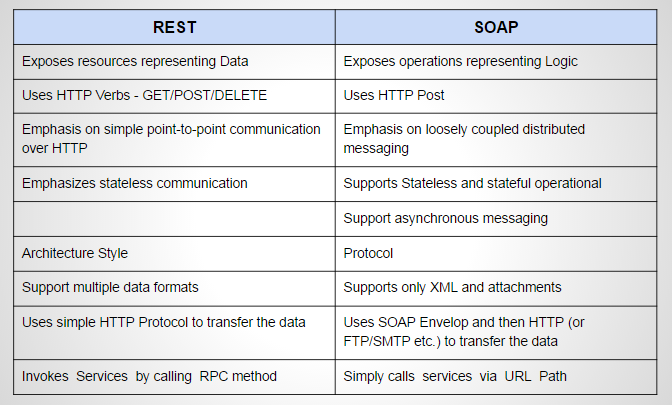 REST SOAP
Exposes resources representing Data
Exposes operations representing Logic
Uses HTTP Verbs - GET/POST/DELETE
Uses HTTP Post
Emphasis on simple point-to-point communication
over HTTP
Emphasis on loosely coupled distributed
messaging
Emphasizes stateless communication
Supports Stateless and stateful operational
Support asynchronous messaging
Architecture Style
Protocol
Support multiple data formats
Supports only XML and attachments
Uses simple HTTP Protocol to transfer the data
Uses SOAP Envelop and then HTTP (or
FTP/SMTP etc.) to transfer the data
Invokes Services by calling RPC method
Simply calls services via URL Path